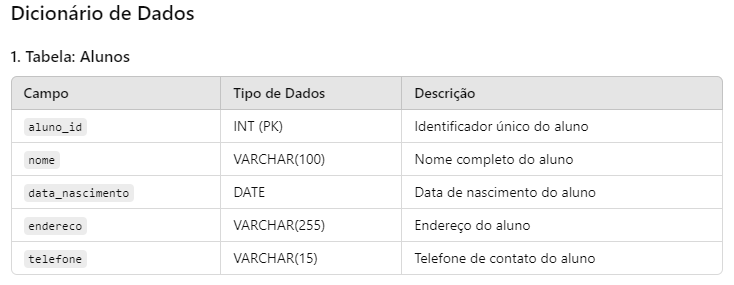 Dicionário de Dados
1. Tabela: Alunos
Campo Tipo de Dados Descrição
aluno_id INT (PK) Identificador único do aluno
nome VARCHAR(100) Nome completo do aluno
data_nascimento DATE Data de nascimento do aluno
endereco VARCHAR(255) Endereço do aluno
telefone VARCHAR(15) Telefone de contato do aluno